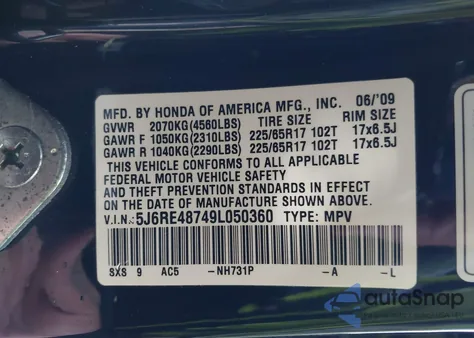 MFD. BY HONDA OF AMERICA MFG., INC. 06/'09
GVWR 2070KG(4560LBS) TIRE SIZE RIM SIZE
GAWR F 1050KG(2310LBS) 225/65R17 102T 17x6.5J
GAWR R 1040KG(2290LBS) 225/65R17 102T 17x6.5J
THIS VEHICLE CONFORMS TO ALL APPLICABLE
FEDERAL MOTOR VEHICLE SAFETY
AND THEFT PREVENTION STANDARDS IN EFFECT
ON THE DATE OF MANUFACTURE SHOWN ABOVE.
V.I.N.: 5J6RE48749L050360 TYPE: MPV
SXS 9 AC5 -NH731P -A -L
autoSnap